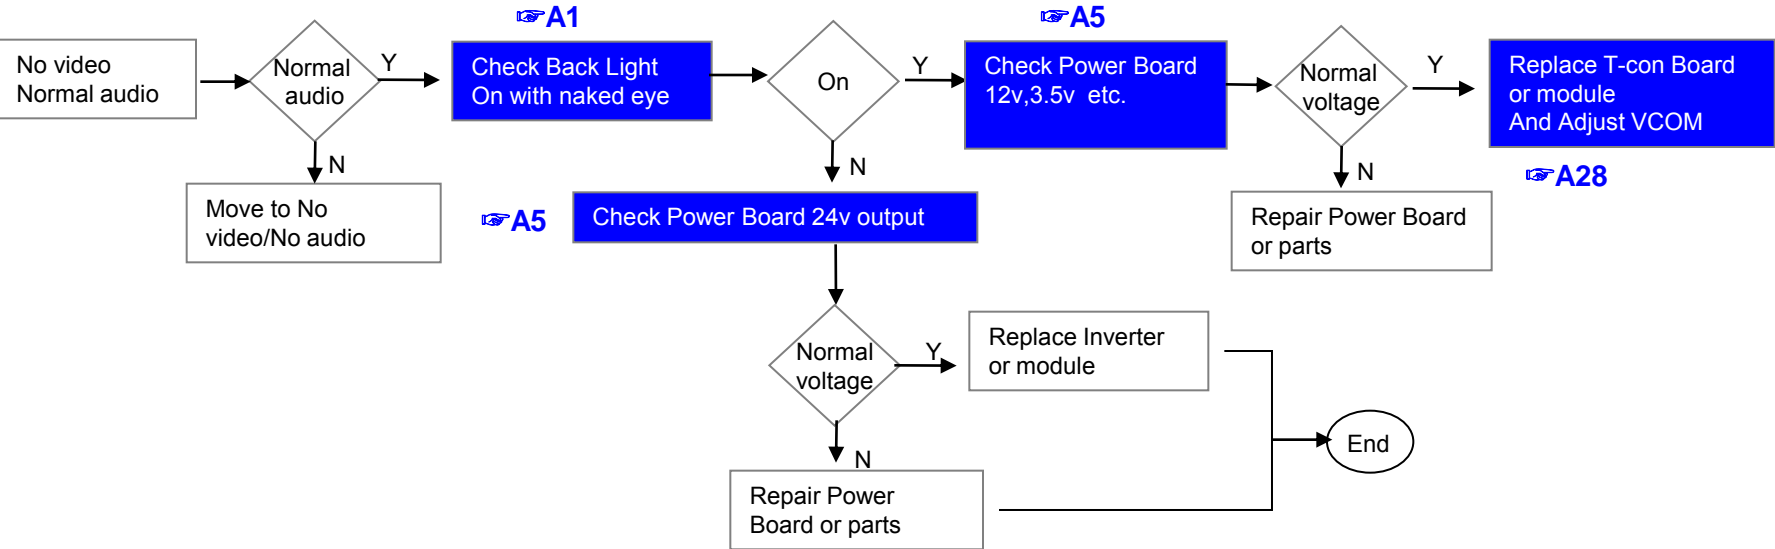 ☞A1
☞A5
No video
Normal audio
Normal
audio
Y
Check Back Light
On with naked eye
On
Y
Check Power Board
12v,3.5v etc.
Normal
voltage
Y
Replace T-con Board
or module
And Adjust VCOM
☞A28
N
Move to No
video/No audio
N
☞A5
Check Power Board 24v output
N
Repair Power Board
or parts
Normal
voltage
Y
Replace Inverter
or module
N
Repair Power
Board or parts
End